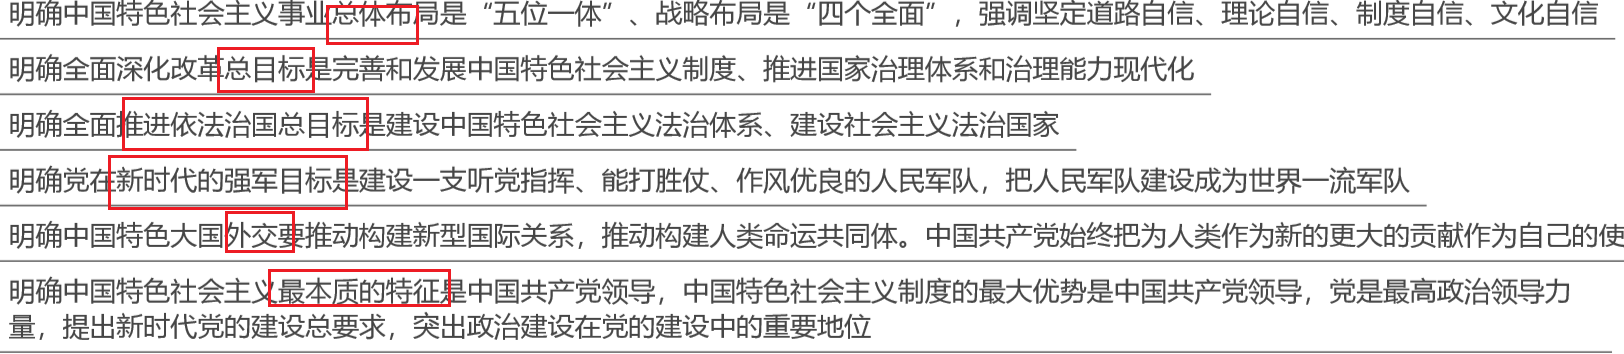 明确中国特色社会主义事业总体布局是“五位一体”、战略布局是“四个全面”，强调坚定道路自信、理论自信、制度自信、文化自信
明确全面深化改革总目标是完善和发展中国特色社会主义制度、推进国家治理体系和治理能力现代化
明确全面推进依法治国总目标是建设中国特色社会主义法治体系、建设社会主义法治国家
明确党在新时代的强军目标是建设一支听党指挥、能打胜仗、作风优良的人民军队，把人民军队建设成为世界一流军队
明确中国特色大国外交要推动构建新型国际关系，推动构建人类命运共同体。中国共产党始终把为人类作为新的更大的贡献作为自己的使
明确中国特色社会主义最本质的特征是中国共产党领导，中国特色社会主义制度的最大优势是中国共产党领导，党是最高政治领导力
量，提出新时代党的建设总要求，突出政治建设在党的建设中的重要地位